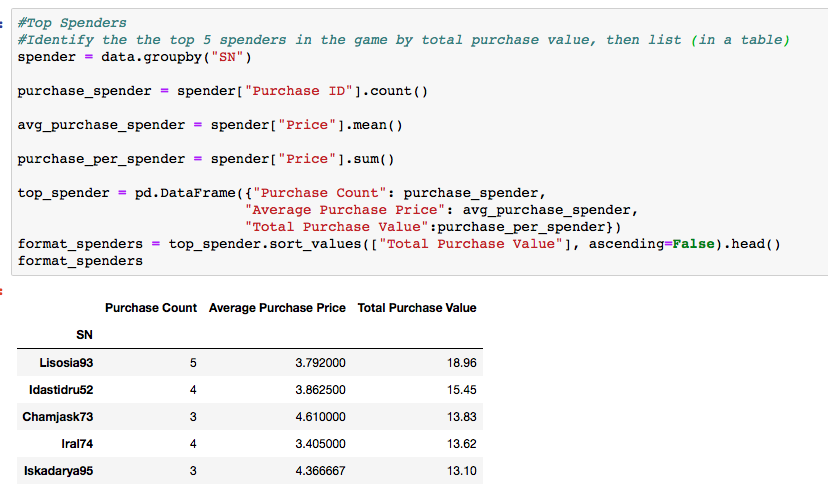 #Top Spenders
#Identify the the top 5 spenders in the game by total purchase value, then list (in a table)
spender = data.groupby("SN")
purchase_spender = spender["Purchase ID"].count()
avg_purchase_spender = spender["Price"].mean()
purchase_per_spender = spender["Price"].sum()
top_spender = pd.DataFrame({"Purchase Count": purchase_spender,
"Average Purchase Price": avg_purchase_spender,
"Total Purchase Value":purchase_per_spender})
format_spenders = top_spender.sort_values(["Total Purchase Value"], ascending=False).head()
format_spenders
Purchase Count Average Purchase Price Total Purchase Value
SN
Lisosia93 5 3.792000 18.96
Idastidru52 4 3.862500 15.45
Chamjask73 3 4.610000 13.83
Iral74 4 3.405000 13.62
Iskadarya95 3 4.366667 13.10